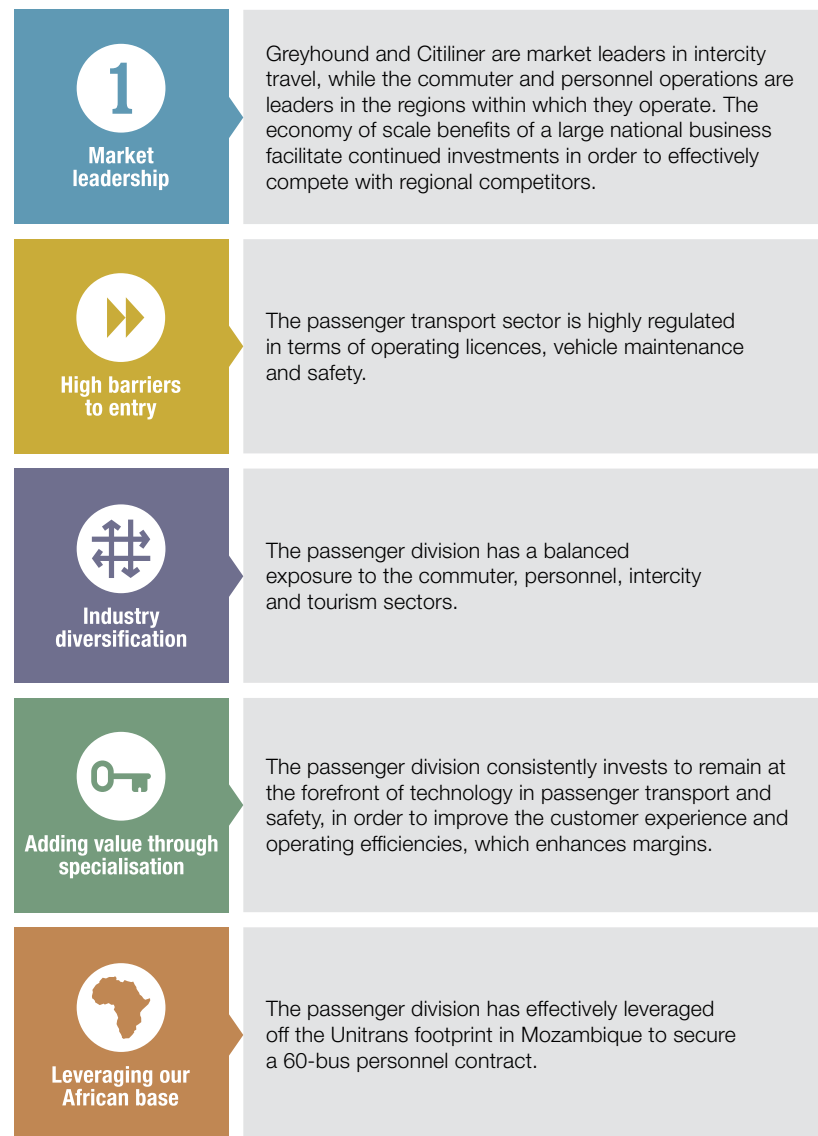 1
Market
leadership
Greyhound and Citiliner are market leaders in intercity
travel, while the commuter and personnel operations are
leaders in the regions within which they operate. The
economy of scale benefits of a large national business
facilitate continued investments in order to effectively
compete with regional competitors.
High barriers
to entry
The passenger transport sector is highly regulated
in terms of operating licences, vehicle maintenance
and safety.
Industry
diversification
The passenger division has a balanced
exposure to the commuter, personnel, intercity
and tourism sectors.
Adding value through
specialisation
The passenger division consistently invests to remain at
the forefront of technology in passenger transport and
safety, in order to improve the customer experience and
operating efficiencies, which enhances margins.
Leveraging our
African base
The passenger division has effectively leveraged
off the Unitrans footprint in Mozambique to secure
a 60-bus personnel contract.